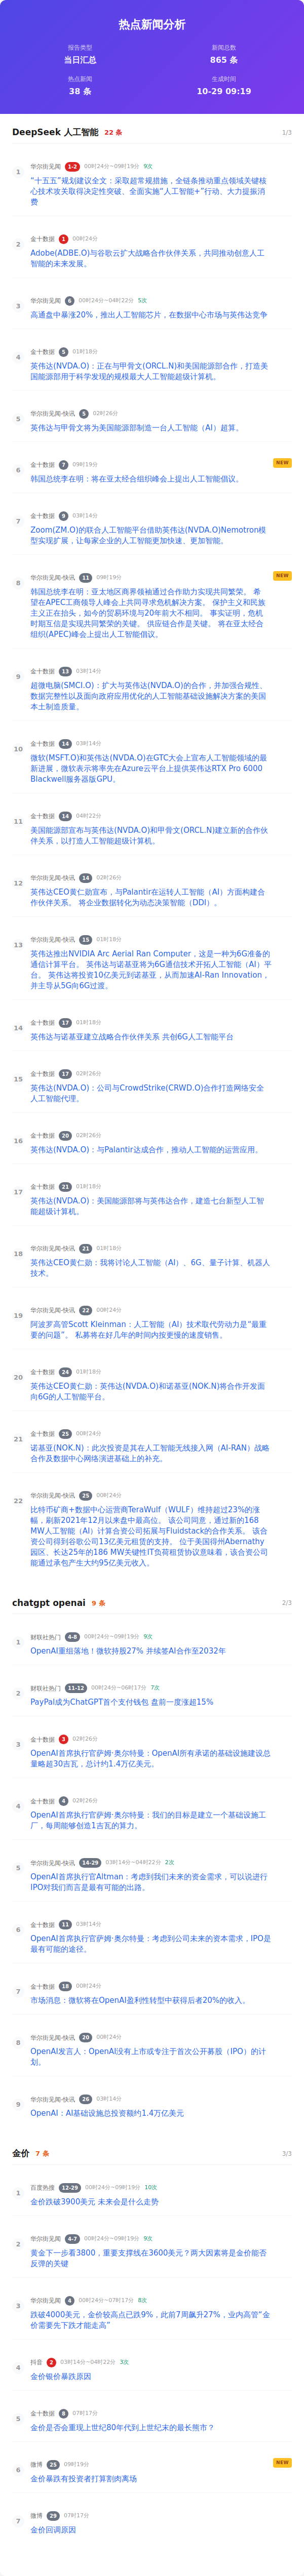 热点新闻分析
报告类型
新闻总数
当日汇总
865 条
热点新闻
生成时间
38 条
10-29 09:19
DeepSeek 人工智能 22 条 1/3
1
华尔街见闻 1-2 00时24分~09时19分 9次
“十五五”规划建议全文：采取超常规措施，全链条推动重点领域关键核
心技术攻关取得决定性突破、全面实施“人工智能+”行动、大力提振消
费
2
金十数据 1 00时24分
Adobe(ADBE.O)与谷歌云扩大战略合作伙伴关系，共同推动创意人工
智能的未来发展。
3
华尔街见闻 6 00时24分~04时22分 5次
高通盘中暴涨20%，推出人工智能芯片，在数据中心市场与英伟达竞争
4
金十数据 5 01时18分
英伟达(NVDA.O)：正在与甲骨文(ORCL.N)和美国能源部合作，打造美
国能源部用于科学发现的规模最大人工智能超级计算机。
5
华尔街见闻-快讯 5 02时26分
英伟达与甲骨文将为美国能源部制造一台人工智能（AI）超算。
6
金十数据 7 09时19分
NEW
韩国总统李在明：将在亚太经合组织峰会上提出人工智能倡议。
7
金十数据 9 03时14分
Zoom(ZM.O)的联合人工智能平台借助英伟达(NVDA.O)Nemotron模
型实现扩展，让每家企业的人工智能更加快速、更加智能。
8
华尔街见闻-快讯 11 09时19分
NEW
韩国总统李在明：亚太地区商界领袖通过合作助力实现共同繁荣。 希
望在APEC工商领导人峰会上共同寻求危机解决方案。 保护主义和民族
主义正在抬头，如今的贸易环境与20年前大不相同。 事实证明，危机
时期互信是实现共同繁荣的关键。 供应链合作是关键。 将在亚太经合
组织(APEC)峰会上提出人工智能倡议。
9
金十数据 13 03时14分
超微电脑(SMCI.O)：扩大与英伟达(NVDA.O)的合作，并加强合规性、
数据完整性以及面向政府应用优化的人工智能基础设施解决方案的美国
本土制造质量。
10
金十数据 14 03时14分
微软(MSFT.O)和英伟达(NVDA.O)在GTC大会上宣布人工智能领域的最
新进展，微软表示将率先在Azure云平台上提供英伟达RTX Pro 6000
Blackwell服务器版GPU。
11
金十数据 14 04时22分
美国能源部宣布与英伟达(NVDA.O)和甲骨文(ORCL.N)建立新的合作伙
伴关系，以打造人工智能超级计算机。
12
华尔街见闻-快讯 14 02时26分
英伟达CEO黄仁勋宣布，与Palantir在运转人工智能（AI）方面构建合
作伙伴关系。 将企业数据转化为动态决策智能（DDI）。
13
华尔街见闻-快讯 15 01时18分
英伟达推出NVIDIA Arc Aerial Ran Computer，这是一种为6G准备的
通信计算平台。 英伟达与诺基亚将为6G通信技术开拓人工智能（AI）平
台。 英伟达将投资10亿美元到诺基亚，从而加速AI-Ran Innovation，
并主导从5G向6G过渡。
14
金十数据 17 01时18分
英伟达与诺基亚建立战略合作伙伴关系 共创6G人工智能平台
15
金十数据 17 02时26分
英伟达(NVDA.O)：公司与CrowdStrike(CRWD.O)合作打造网络安全
人工智能代理。
16
金十数据 20 02时26分
英伟达(NVDA.O)：与Palantir达成合作，推动人工智能的运营应用。
17
金十数据 21 01时18分
英伟达(NVDA.O)：美国能源部将与英伟达合作，建造七台新型人工智
能超级计算机。
18
华尔街见闻-快讯 21 01时18分
英伟达CEO黄仁勋：我将讨论人工智能（AI）、6G、量子计算、机器人
技术。
19
华尔街见闻-快讯 22 00时24分
阿波罗高管Scott Kleinman：人工智能（AI）技术取代劳动力是“最重
要的问题”。 私募将在好几年的时间内按更慢的速度销售。
20
金十数据 24 01时18分
英伟达CEO黄仁勋：英伟达(NVDA.O)和诺基亚(NOK.N)将合作开发面
向6G的人工智能平台。
21
金十数据 25 00时24分
诺基亚(NOK.N)：此次投资是其在人工智能无线接入网（AI-RAN）战略
合作及数据中心网络演进基础上的补充。
22
华尔街见闻-快讯 25 00时24分
比特币矿商+数据中心运营商TeraWulf（WULF）维持超过23%的涨
幅，刷新2021年12月以来盘中最高位。 该公司同意，通过新的168
MW人工智能（AI）计算合资公司拓展与Fluidstack的合作关系。 该合
资公司得到谷歌公司13亿美元租赁的支持。 位于美国得州Abernathy
园区、长达25年的186 MW关键性IT负荷租赁协议意味着，该合资公司
能通过承包产生大约95亿美元收入。
chatgpt openai 9 条 2/3
1
财联社热门 4-8 00时24分~09时19分 9次
OpenAI重组落地！微软持股27% 并续签AI合作至2032年
2
财联社热门 11-12 00时24分~06时17分 7次
PayPal成为ChatGPT首个支付钱包 盘前一度涨超15%
3
金十数据 3 02时26分
OpenAI首席执行官萨姆·奥尔特曼：OpenAI所有承诺的基础设施建设总
量略超30吉瓦，总计约1.4万亿美元。
4
金十数据 4 02时26分
OpenAI首席执行官萨姆·奥尔特曼：我们的目标是建立一个基础设施工
厂，每周能够创造1吉瓦的算力。
5
华尔街见闻-快讯 14-29 03时14分~04时22分 2次
OpenAI首席执行官Altman：考虑到我们未来的资金需求，可以说进行
IPO对我们而言是最有可能的出路。
6
金十数据 11 03时14分
OpenAI首席执行官萨姆·奥尔特曼：考虑到公司未来的资本需求，IPO是
最有可能的途径。
7
金十数据 18 00时24分
市场消息：微软将在OpenAI盈利性转型中获得后者20%的收入。
8
华尔街见闻-快讯 20 00时24分
OpenAI发言人：OpenAI没有上市或专注于首次公开募股（IPO）的计
划。
9
华尔街见闻-快讯 26 03时14分
OpenAI：AI基础设施总投资额约1.4万亿美元
金价 7 条 3/3
1
百度热搜 12-29 00时24分~09时19分 10次
金价跌破3900美元 未来会是什么走势
2
华尔街见闻 4-7 00时24分~09时19分 9次
黄金下一步看3800，重要支撑线在3600美元？两大因素将是金价能否
反弹的关键
3
华尔街见闻 4 00时24分~07时17分 8次
跌破4000美元，金价较高点已跌9%，此前7周飙升27%，业内高管“金
价需要先下跌才能走高”
4
抖音 2 03时14分~04时22分 3次
金价银价暴跌原因
5
金十数据 8 07时17分
金价是否会重现上世纪80年代到上世纪末的最长熊市？
6
微博 25 09时19分
NEW
金价暴跌有投资者打算割肉离场
7
微博 29 07时17分
金价回调原因